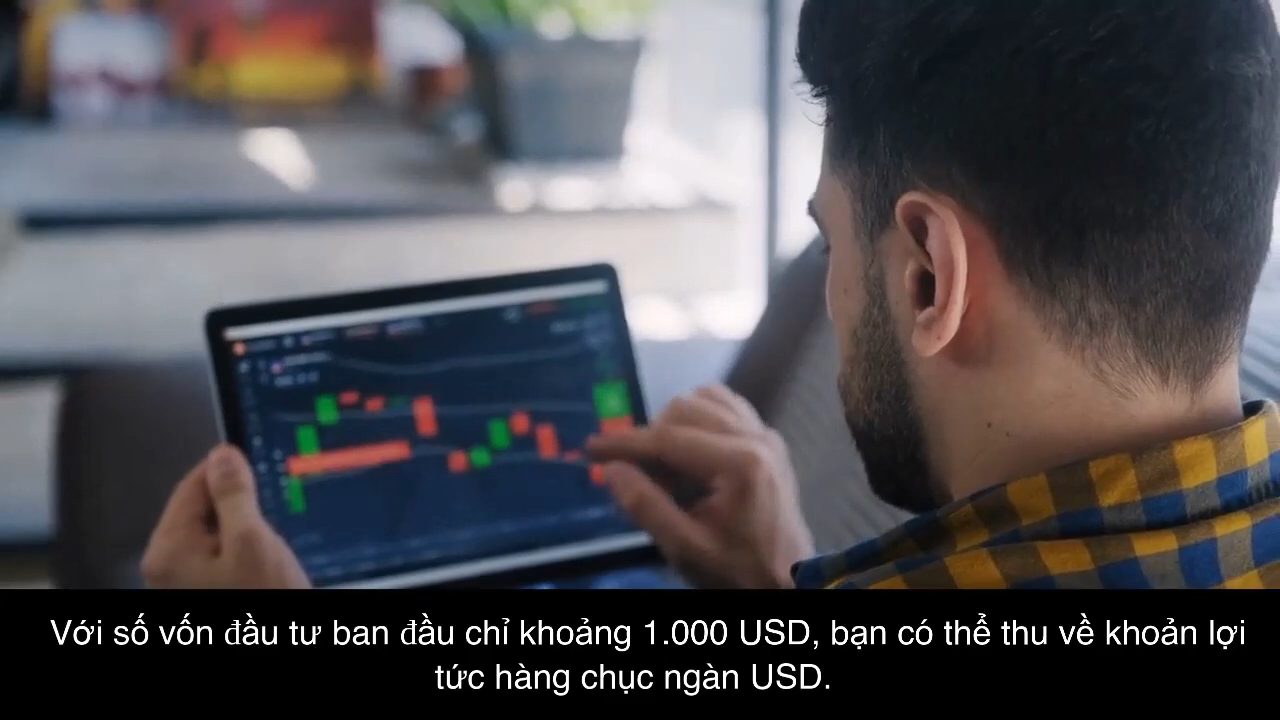 Với số vốn đầu tư ban đầu chỉ khoảng 1.000 USD, bạn có thể thu về khoản lợi
tức hàng chục ngàn USD.